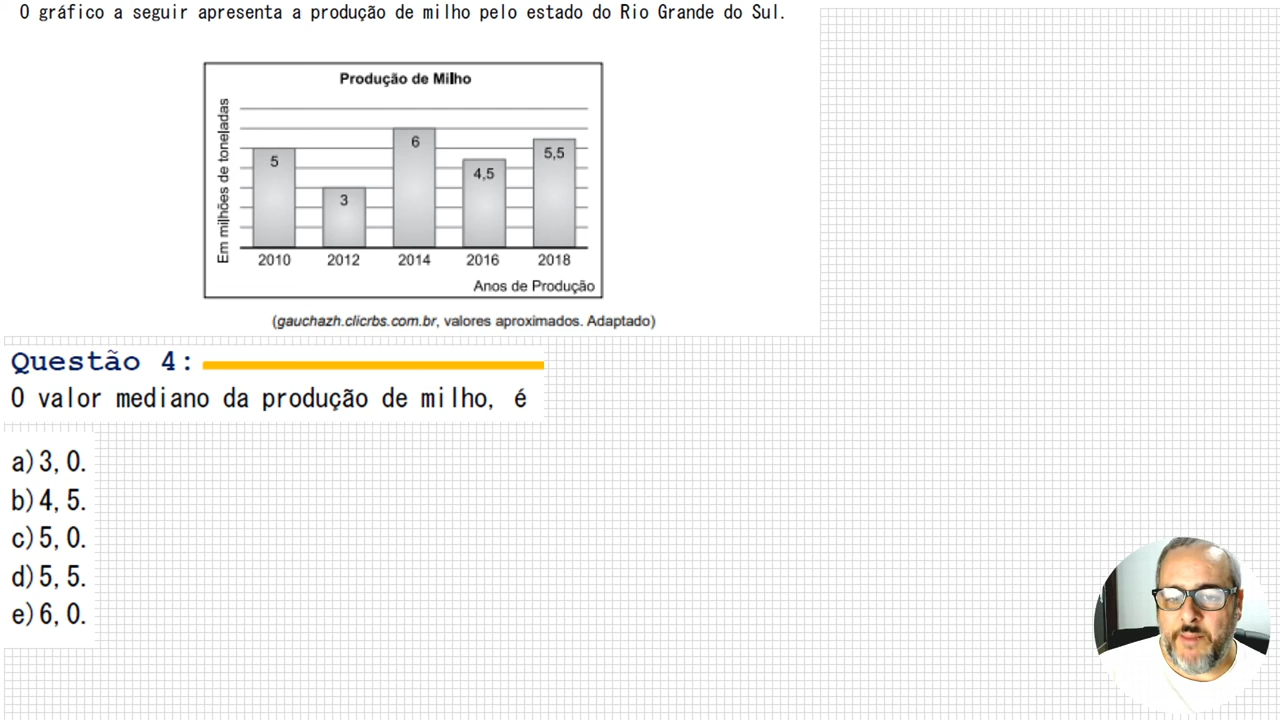 O gráfico a seguir apresenta a produção de milho pelo estado do Rio Grande do Sul.
Produção de Milho
Em milhões de toneladas
5
3
6
4,5
5,5
2010
2012
2014
2016
2018
Anos de Produção
(gauchazh.clicrbs.com.br, valores aproximados. Adaptado)
Questão 4:
O valor mediano da produção de milho, é
a)3,0.
b)4,5.
c)5,0.
d)5,5.
e)6,0.